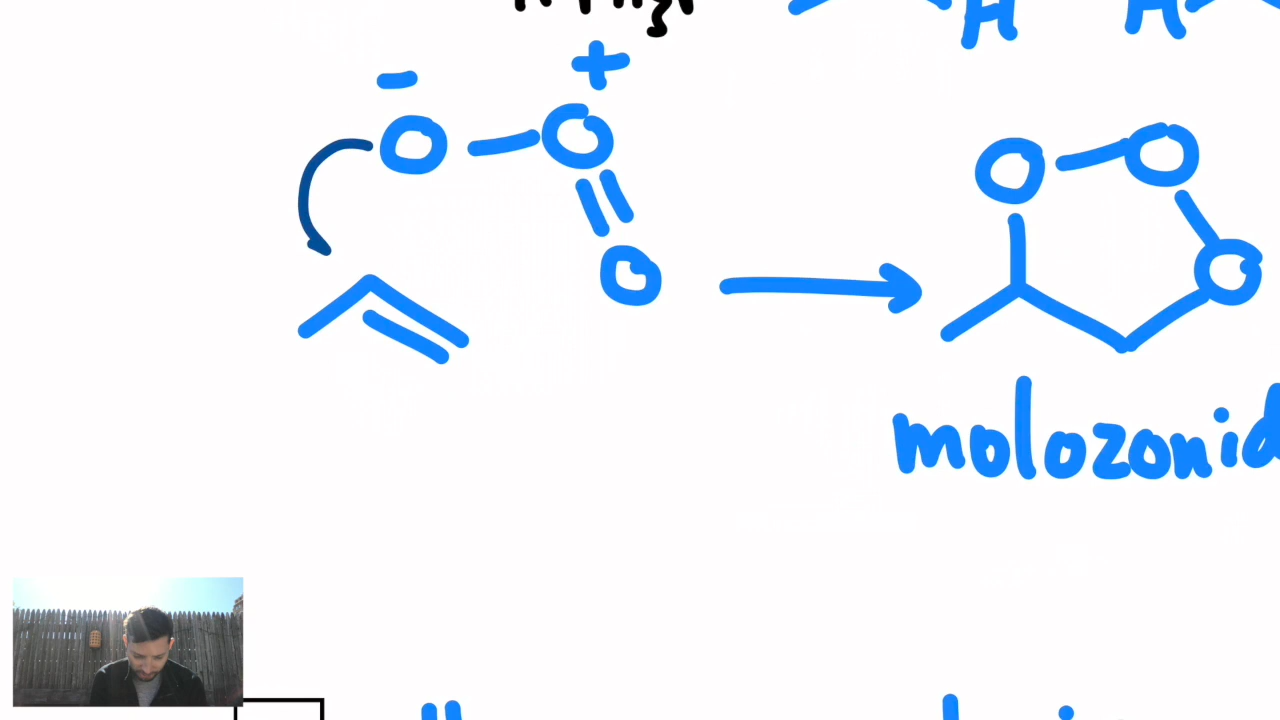 H H
- +
O - O O - O
O O
molozonid